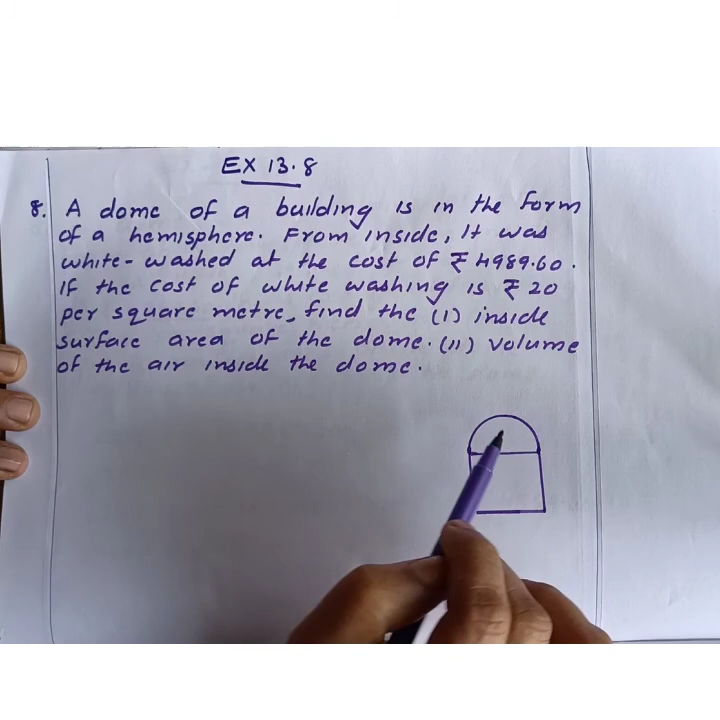 EX 13.8
8. A dome of a building is in the form
of a hemisphere. From inside, it was
white-washed at the cost of ₹ 4989.60.
If the cost of white washing is ₹ 20
per square metre, find the (i) inside
surface area of the dome. (ii) volume
of the air inside the dome.